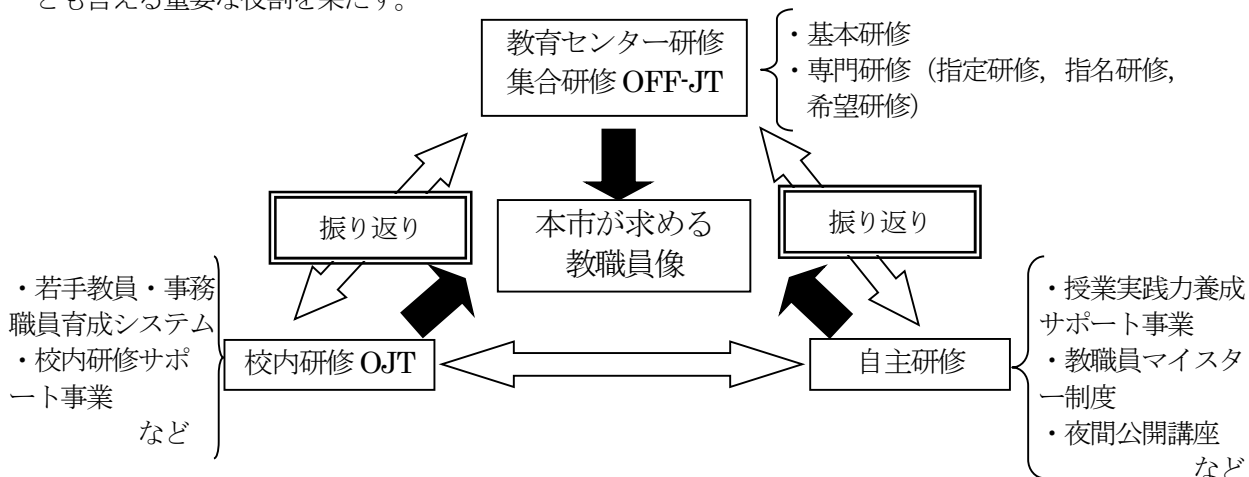 とも言える重要な役割を果たす。
教育センター研修
集合研修 OFF-JT
・基本研修
・専門研修（指定研修，指名研修，
希望研修）
振り返り
本市が求める
教職員像
振り返り
・若手教員・事務
職員育成システム
・校内研修サポ
ート事業
など
校内研修 OJT
自主研修
・授業実践力養成
サポート事業
・教職員マイスタ
ー制度
・夜間公開講座
など